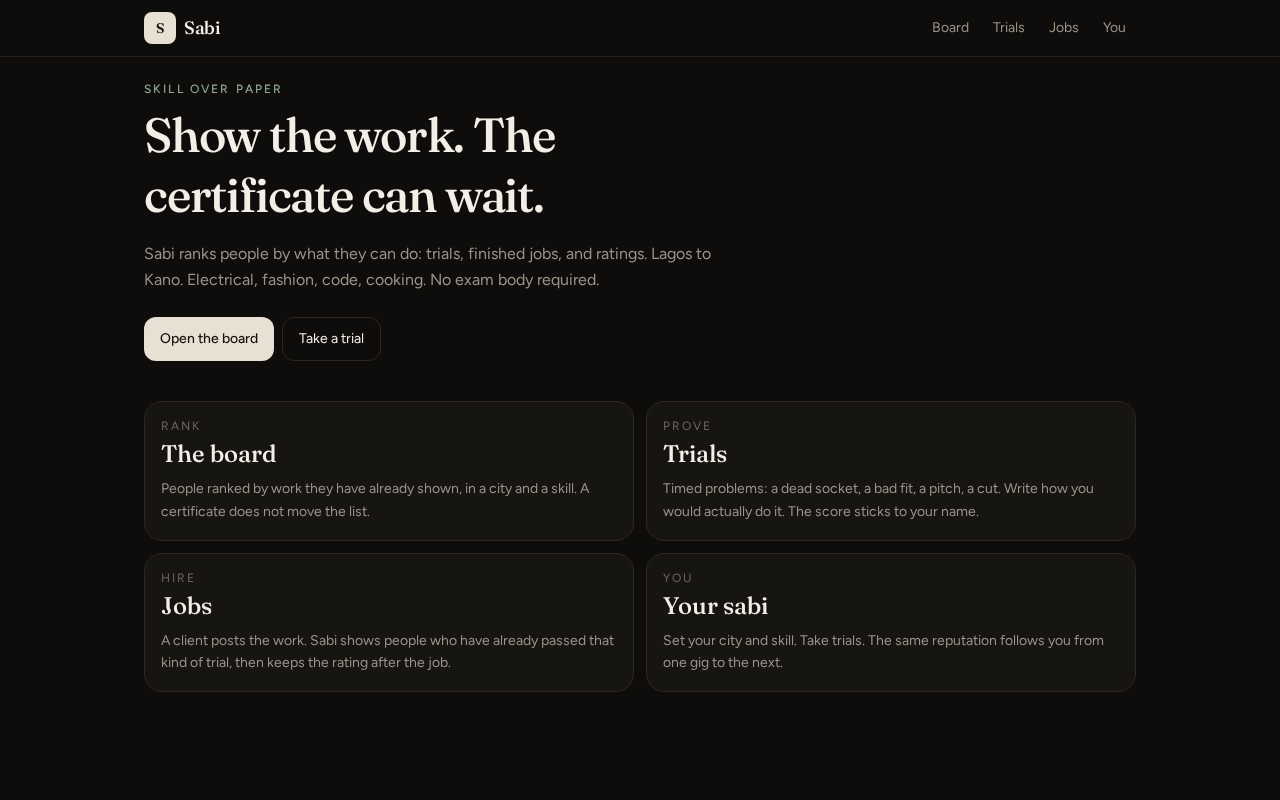 S Sabi
Board Trials Jobs You
SKILL OVER PAPER
Show the work. The
certificate can wait.
Sabi ranks people by what they can do: trials, finished jobs, and ratings. Lagos to
Kano. Electrical, fashion, code, cooking. No exam body required.
Open the board Take a trial
RANK
The board
People ranked by work they have already shown, in a city and a skill. A
certificate does not move the list.
PROVE
Trials
Timed problems: a dead socket, a bad fit, a pitch, a cut. Write how you
would actually do it. The score sticks to your name.
HIRE
Jobs
A client posts the work. Sabi shows people who have already passed that
kind of trial, then keeps the rating after the job.
YOU
Your sabi
Set your city and skill. Take trials. The same reputation follows you from
one gig to the next.